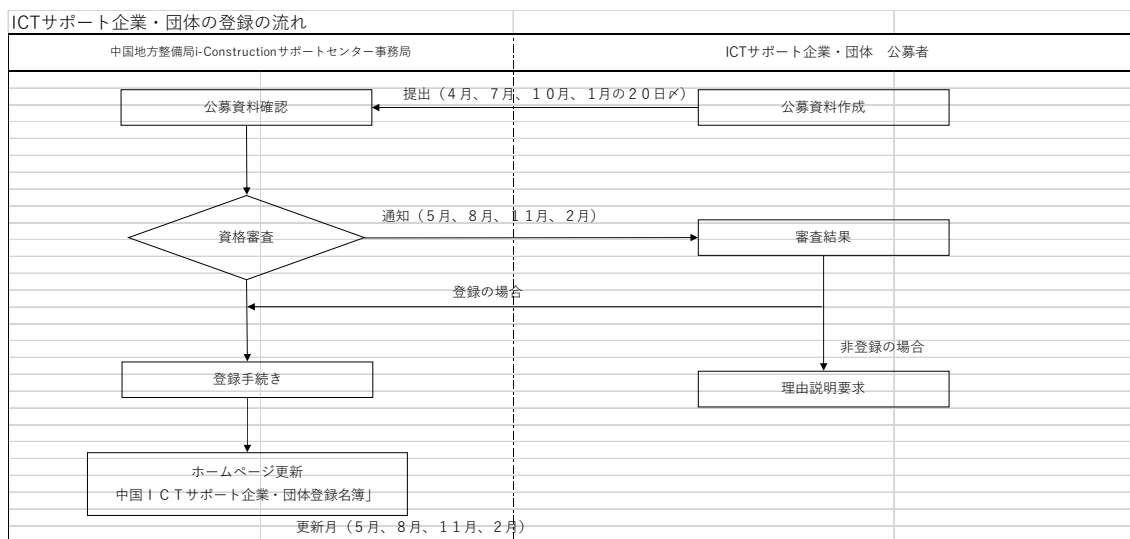 ICTサポート企業・団体の登録の流れ
中国地方整備局i-Constructionサポートセンター事務局
ICTサポート企業・団体　公募者
提出（４月、７月、１０月、１月の２０日〆）
公募資料確認
公募資料作成
通知（５月、８月、１１月、２月）
資格審査
審査結果
登録の場合
非登録の場合
登録手続き
理由説明要求
ホームページ更新
中国ＩＣＴサポート企業・団体登録名簿」
更新月（５月、８月、１１月、２月）